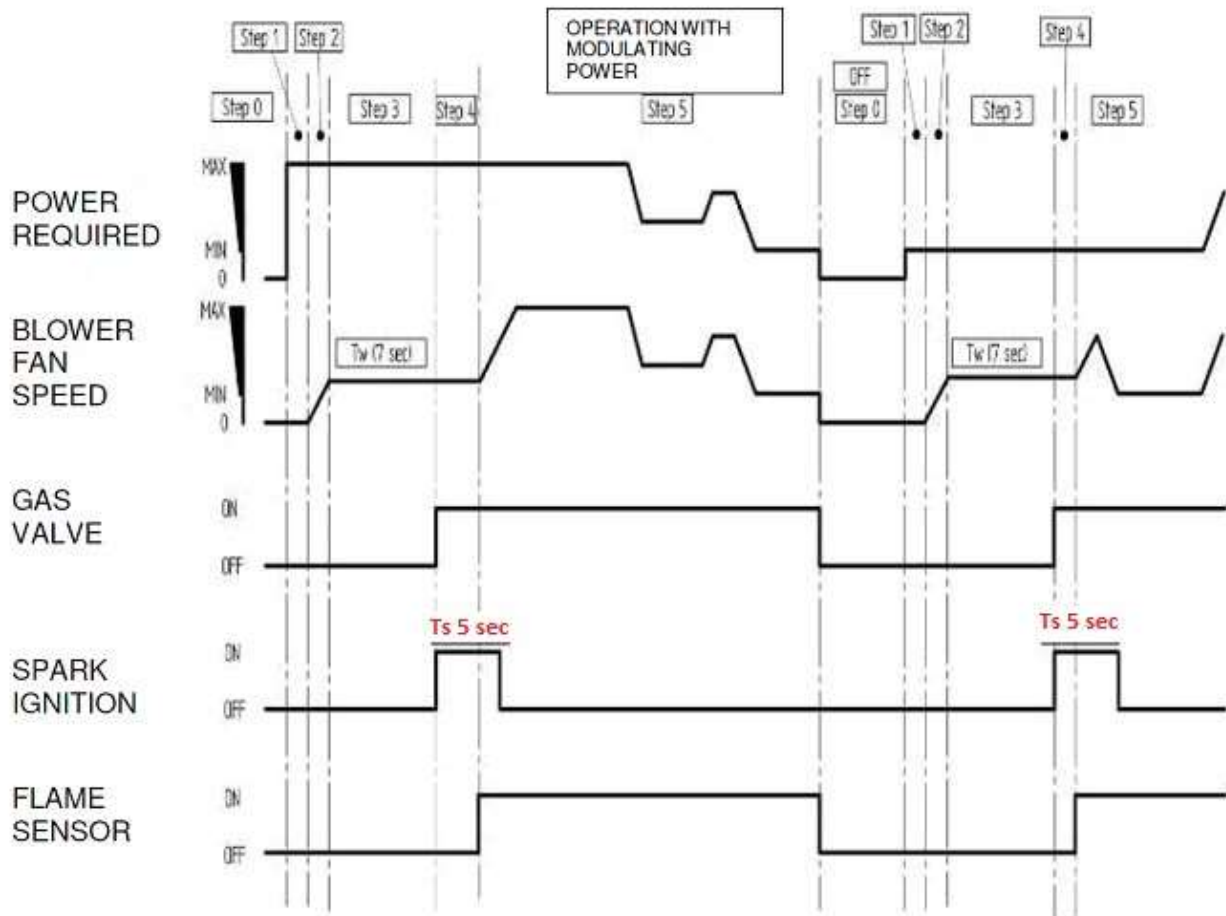 OPERATION WITH
MODULATING
POWER
Step 1
Step 2
Step 1
Step 2
Step 4
OFF
Step 0
Step 3
Step 4
Step 5
Step 0
Step 3
Step 5
POWER
REQUIRED
MAX
MIN
0
BLOWER
FAN
SPEED
MAX
MIN
0
Tw (7 sec)
Tw (7 sec)
GAS
VALVE
ON
OFF
Ts 5 sec
Ts 5 sec
SPARK
IGNITION
ON
OFF
FLAME
SENSOR
ON
OFF